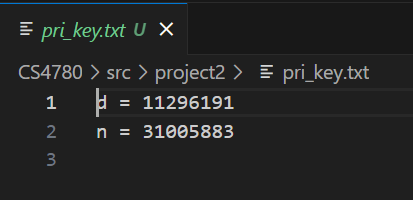 pri_key.txt U
CS4780 > src > project2 > pri_key.txt
1 d = 11296191
2 n = 31005883
3